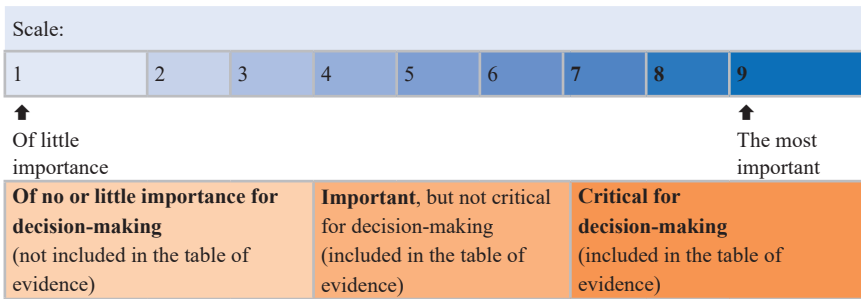 Scale:
1 2 3 4 5 6 7 8 9
Of little
importance
The most
important
Of no or little importance for
decision-making
(not included in the table of
evidence)
Important, but not critical
for decision-making
(included in the table of
evidence)
Critical for
decision-making
(included in the table of
evidence)